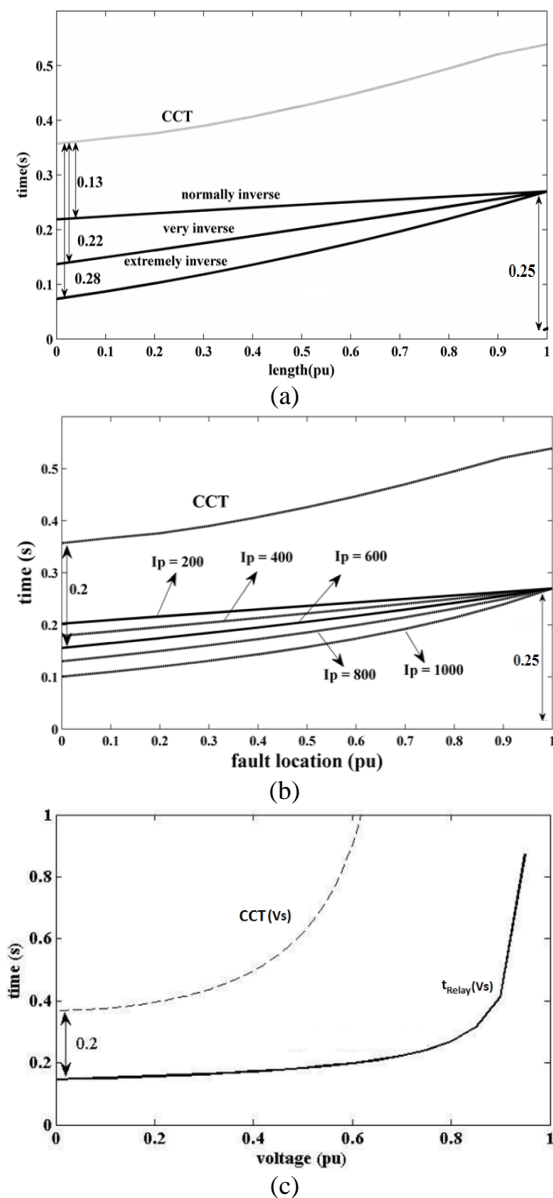 0.5
0.4
0.3
0.2
0.1
0
time(s)
CCT
0.13
normally inverse
0.22
very inverse
0.28
extremely inverse
0.25
0 0.1 0.2 0.3 0.4 0.5 0.6 0.7 0.8 0.9 1
length(pu)
(a)
0.5
0.4
0.3
0.2
0.1
0
time (s)
CCT
0.2
Ip = 200
Ip = 400
Ip = 600
Ip = 800
Ip = 1000
0.25
0 0.1 0.2 0.3 0.4 0.5 0.6 0.7 0.8 0.9 1
fault location (pu)
(b)
1
0.8
0.6
0.4
0.2
0
time (s)
CCT(Vs)
tRelay(Vs)
0.2
0 0.2 0.4 0.6 0.8 1
voltage (pu)
(c)